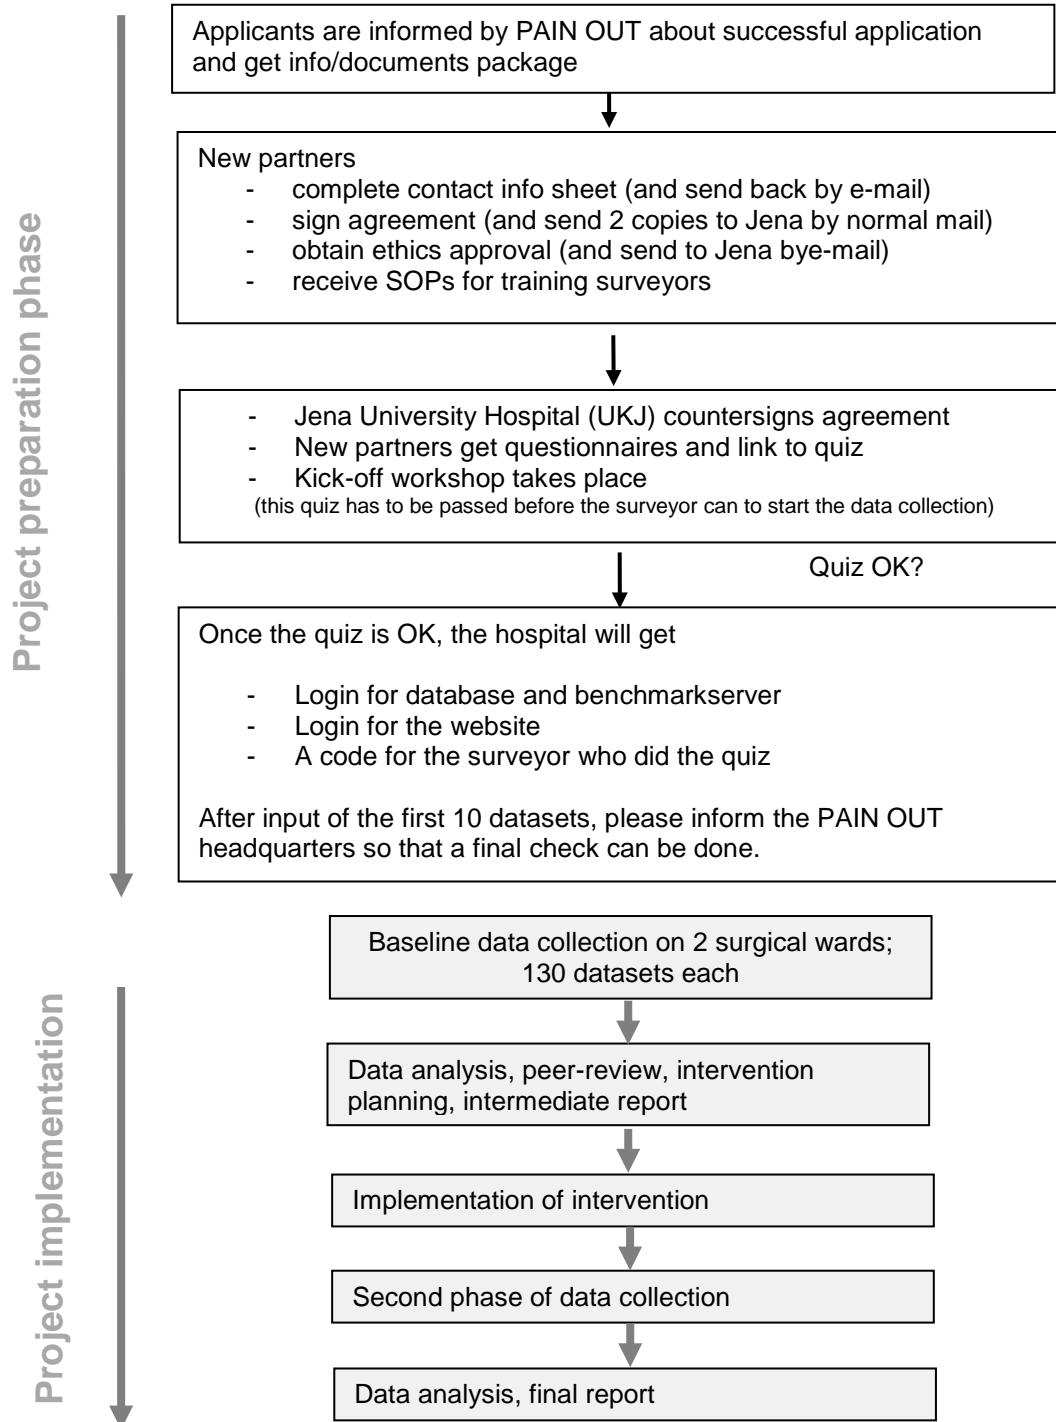 Applicants are informed by PAIN OUT about successful application
and get info/documents package
Project preparation phase
New partners
- complete contact info sheet (and send back by e-mail)
- sign agreement (and send 2 copies to Jena by normal mail)
- obtain ethics approval (and send to Jena bye-mail)
- receive SOPs for training surveyors
- Jena University Hospital (UKJ) countersigns agreement
- New partners get questionnaires and link to quiz
- Kick-off workshop takes place
(this quiz has to be passed before the surveyor can to start the data collection)
Quiz OK?
Once the quiz is OK, the hospital will get
- Login for database and benchmarkserver
- Login for the website
- A code for the surveyor who did the quiz
After input of the first 10 datasets, please inform the PAIN OUT
headquarters so that a final check can be done.
Project implementation
Baseline data collection on 2 surgical wards;
130 datasets each
Data analysis, peer-review, intervention
planning, intermediate report
Implementation of intervention
Second phase of data collection
Data analysis, final report